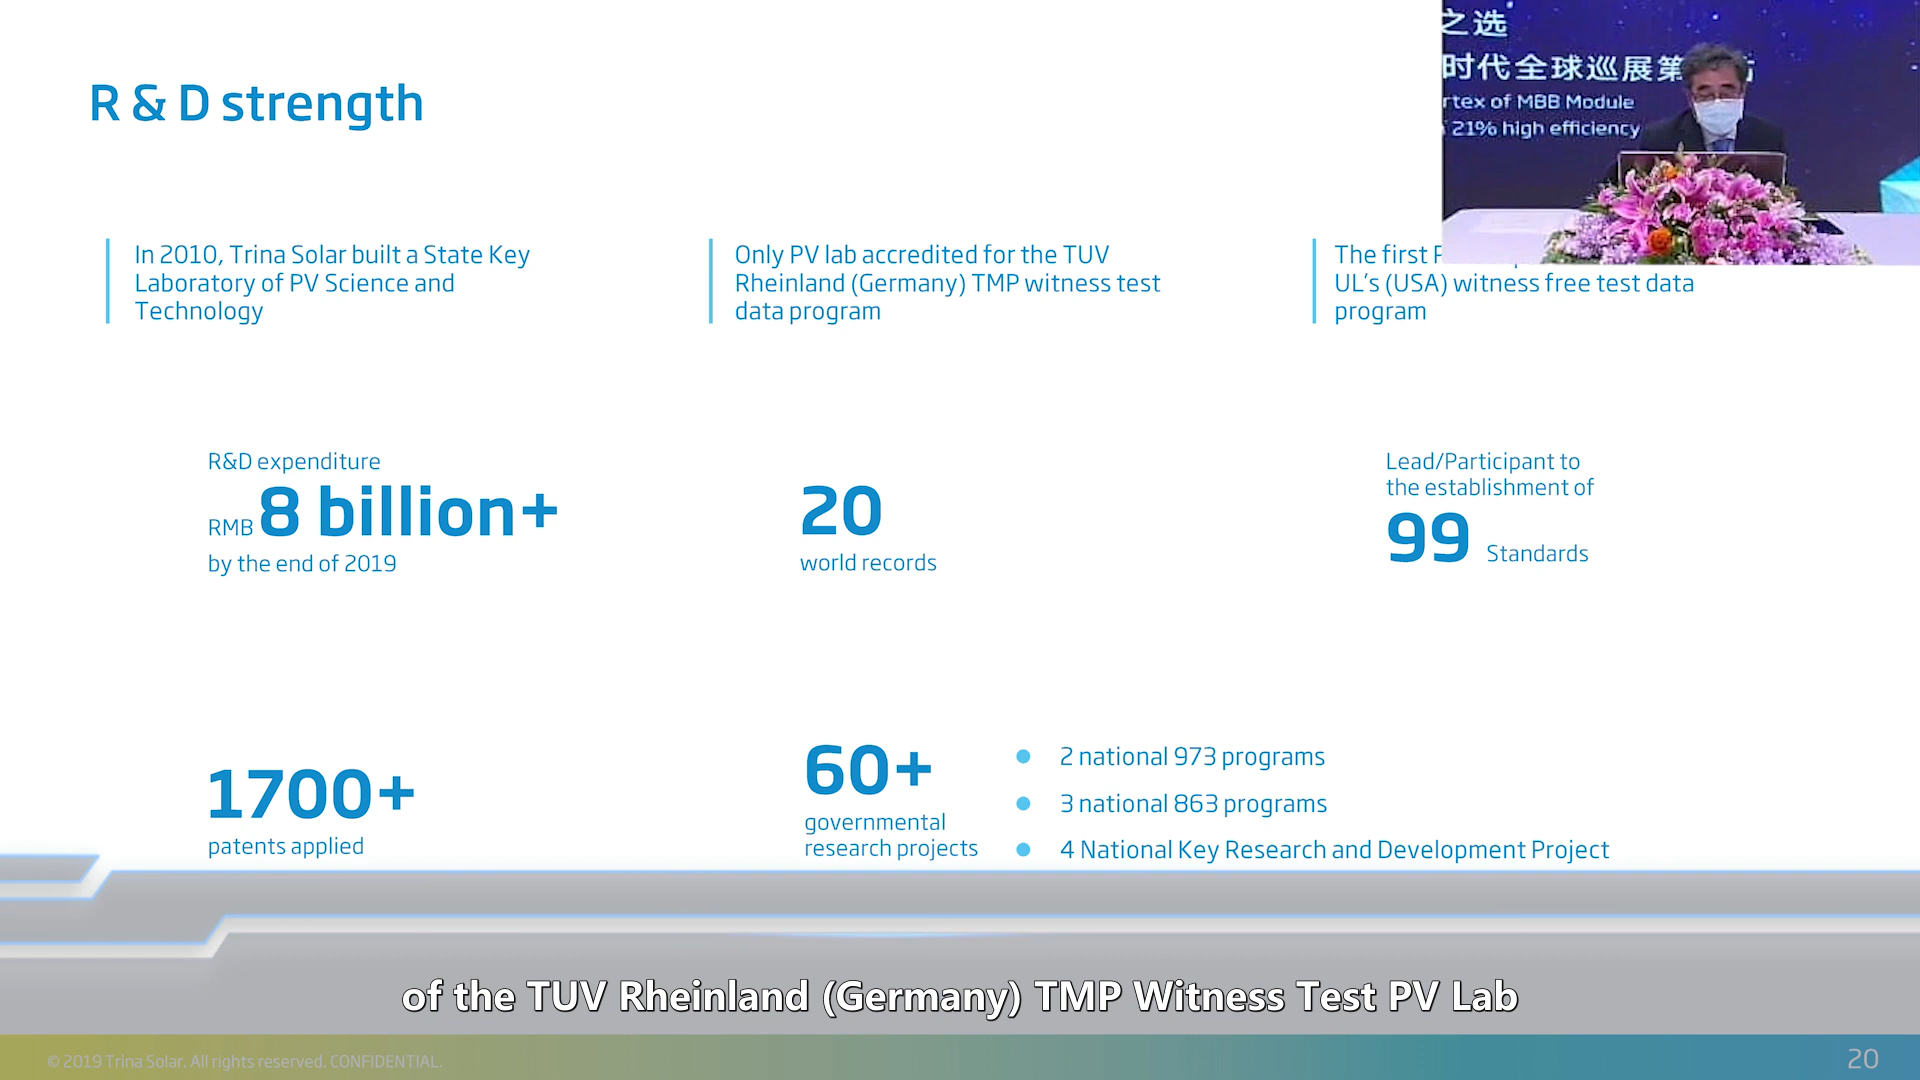 R & D strength
之选
时代全球巡展第
rtex of MBB Module
21% high efficiency
In 2010, Trina Solar built a State Key
Laboratory of PV Science and
Technology
Only PV lab accredited for the TUV
Rheinland (Germany) TMP witness test
data program
The first
UL's (USA) witness free test data
program
R&D expenditure
RMB 8 billion+
by the end of 2019
20
world records
Lead/Participant to
the establishment of
99 Standards
1700+
patents applied
60+
governmental
research projects
2 national 973 programs
3 national 863 programs
4 National Key Research and Development Project
of the TUV Rheinland (Germany) TMP Witness Test PV Lab
© 2019 Trina Solar. All rights reserved. CONFIDENTIAL.
20